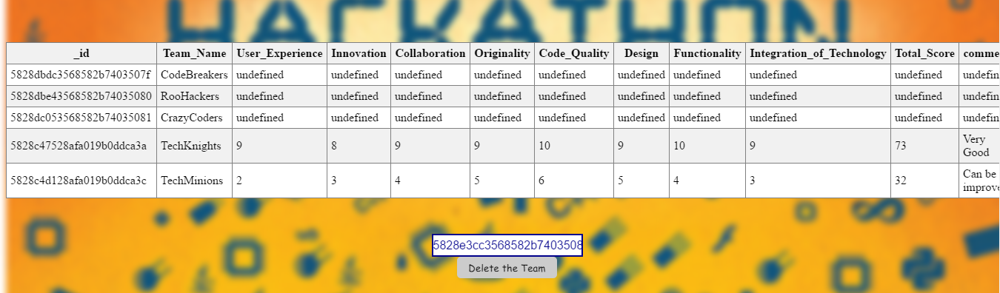 HACKATHON
_id Team_Name User_Experience Innovation Collaboration Originality Code_Quality Design Functionality Integration_of_Technology Total_Score comme
5828dbdc3568582b7403507f CodeBreakers undefined undefined undefined undefined undefined undefined undefined undefined undefined undefin
5828dbe43568582b74035080 RooHackers undefined undefined undefined undefined undefined undefined undefined undefined undefined undefin
5828dc053568582b74035081 CrazyCoders undefined undefined undefined undefined undefined undefined undefined undefined undefined undefin
5828c47528afa019b0ddca3a TechKnights 9 8 9 9 10 9 10 9 73 Very
Good
5828c4d128afa019b0ddca3c TechMinions 2 3 4 5 6 5 4 3 32 Can be
improve
5828e3cc3568582b7403508
Delete the Team